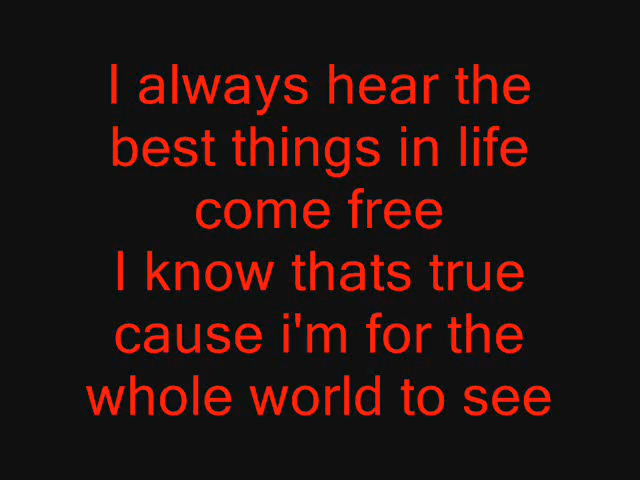 I always hear the
best things in life
come free
I know thats true
cause i'm for the
whole world to see